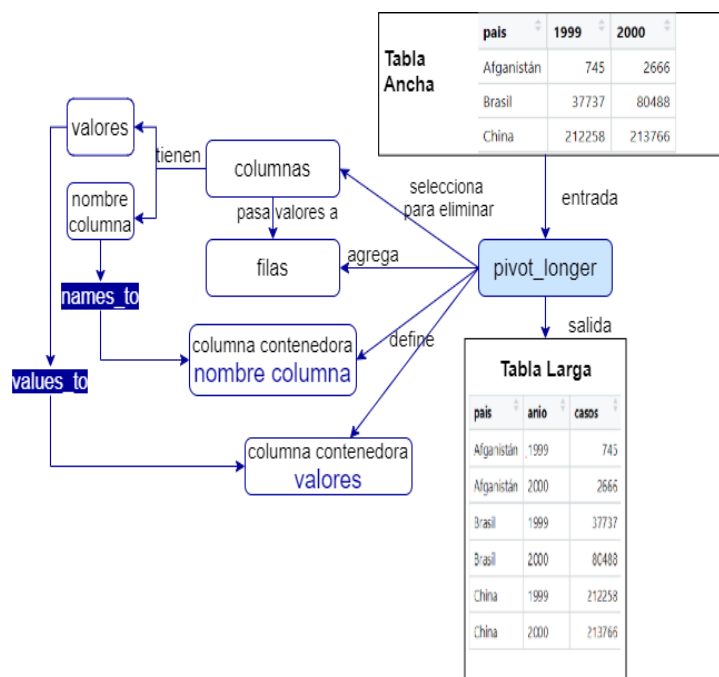 Tabla
Ancha
pais 1999 2000
Afganistán 745 2666
Brasil 37737 80488
China 212258 213766
valores
tienen
columnas
nombre
columna
pasa valores a
selecciona
para eliminar
entrada
filas
agrega
pivot_longer
names_to
salida
columna contenedora
nombre columna
define
values_to
columna contenedora
valores
Tabla Larga
pais anio casos
Afganistán 1999 745
Afganistán 2000 2666
Brasil 1999 37737
Brasil 2000 80488
China 1999 212258
China 2000 213766